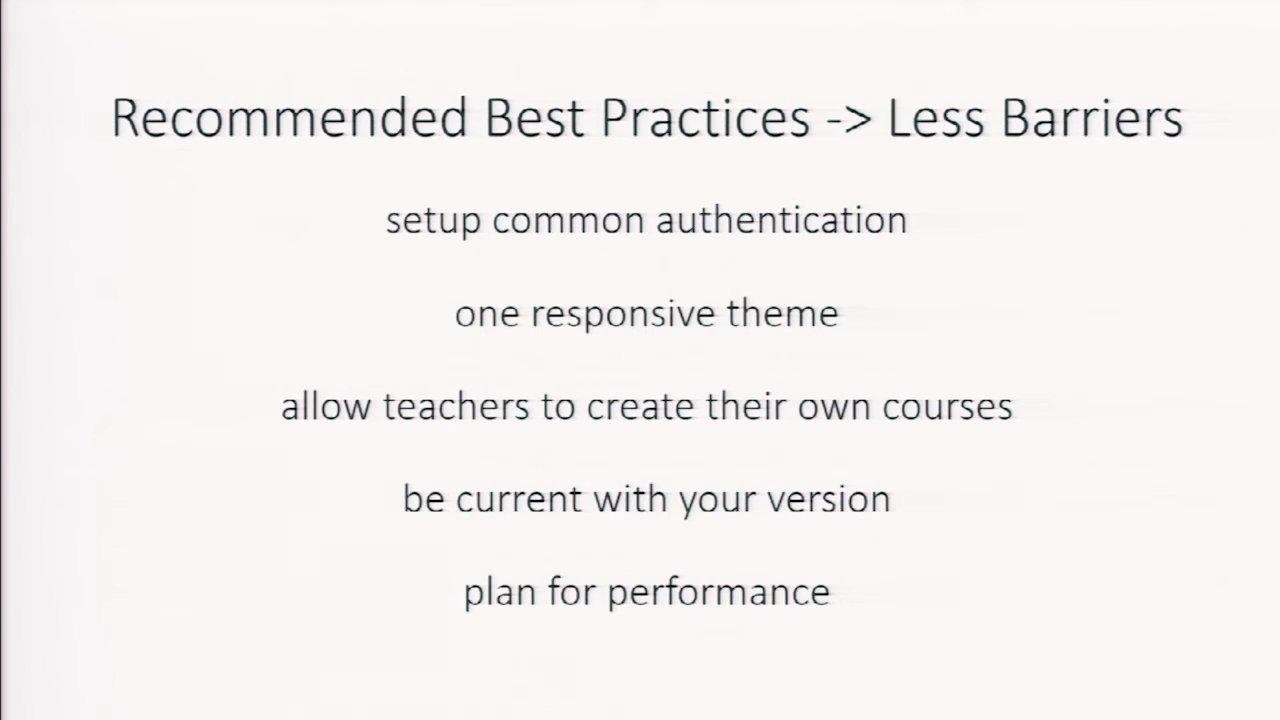 Recommended Best Practices -> Less Barriers
setup common authentication
one responsive theme
allow teachers to create their own courses
be current with your version
plan for performance